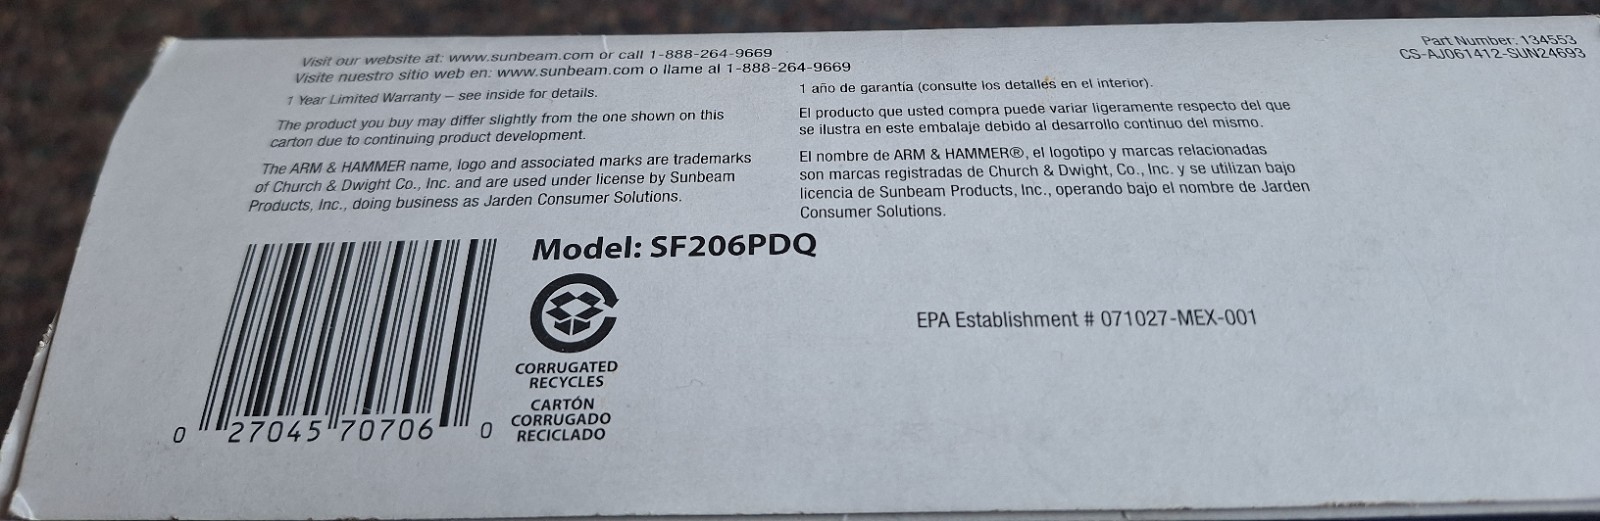 Visit our website at: www.sunbeam.com or call 1-888-264-9669
Visite nuestro sitio web en: www.sunbeam.com o llame al 1-888-264-9669
1 Year Limited Warranty – see inside for details.
The product you buy may differ slightly from the one shown on this
carton due to continuing product development.
The ARM & HAMMER name, logo and associated marks are trademarks
of Church & Dwight Co., Inc. and are used under license by Sunbeam
Products, Inc., doing business as Jarden Consumer Solutions.
1 año de garantía (consulte los detalles en el interior).
El producto que usted compra puede variar ligeramente respecto del que
se ilustra en este embalaje debido al desarrollo continuo del mismo.
El nombre de ARM & HAMMER®, el logotipo y marcas relacionadas
son marcas registradas de Church & Dwight, Co., Inc. y se utilizan bajo
licencia de Sunbeam Products, Inc., operando bajo el nombre de Jarden
Consumer Solutions.
Part Number: 134553
CS-AJ061412-SUN24693
Model: SF206PDQ
CORRUGATED
RECYCLES
CARTÓN
CORRUGADO
RECICLADO
0 27045 70706 0
EPA Establishment # 071027-MEX-001